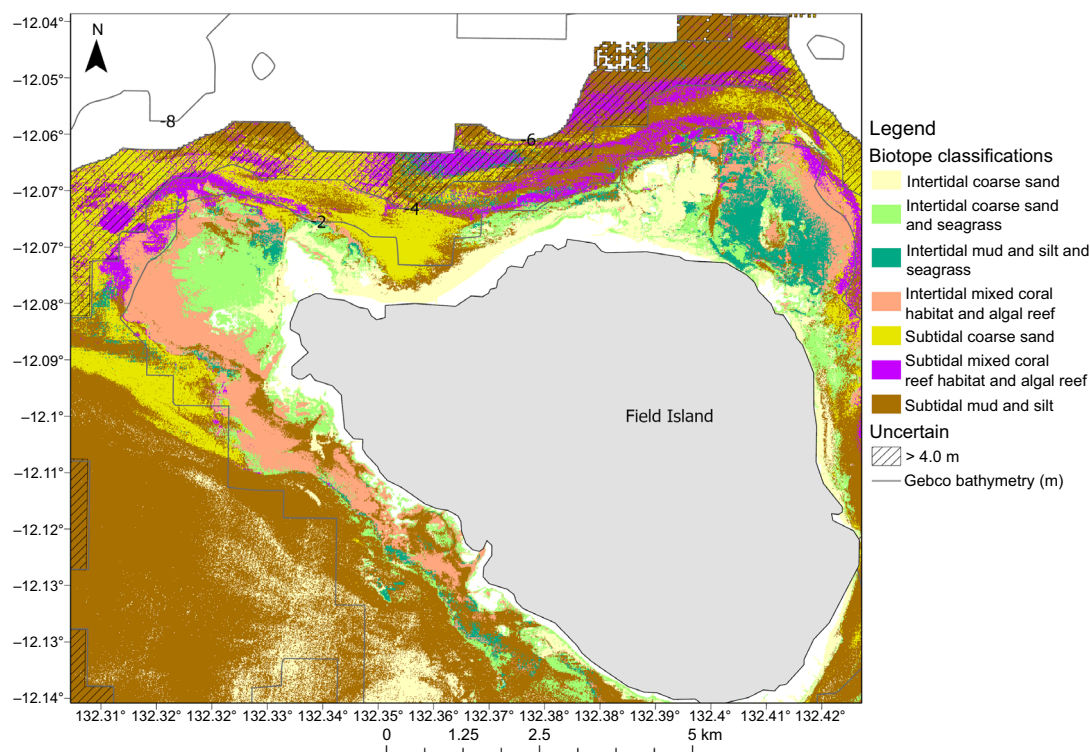 −12.04°
−12.05°
−12.06°
−12.07°
−12.07°
−12.08°
−12.09°
−12.1°
−12.11°
−12.12°
−12.13°
−12.13°
−12.14°
N
-8
-6
-4
-2
Field Island
132.31° 132.32° 132.32° 132.33° 132.34° 132.35° 132.36° 132.37° 132.38° 132.38° 132.39° 132.4° 132.41° 132.42°
0 1.25 2.5 5 km
Legend
Biotope classifications
Intertidal coarse sand
Intertidal coarse sand
and seagrass
Intertidal mud and silt and
seagrass
Intertidal mixed coral
habitat and algal reef
Subtidal coarse sand
Subtidal mixed coral
reef habitat and algal reef
Subtidal mud and silt
Uncertain
> 4.0 m
Gebco bathymetry (m)